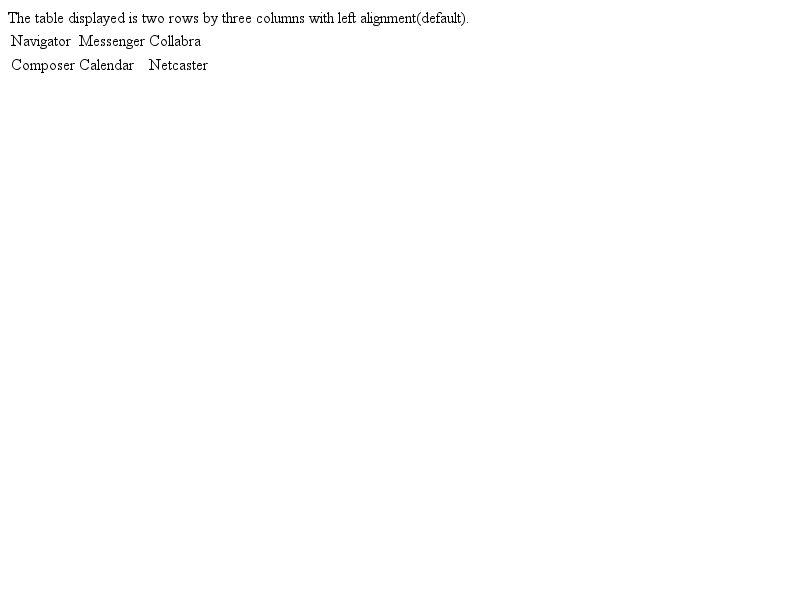 The table displayed is two rows by three columns with left alignment(default).
Navigator Messenger Collabra
Composer Calendar Netcaster